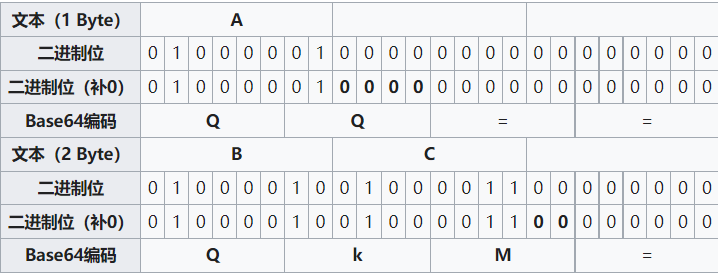 文本（1 Byte） A
二进制位 0 1 0 0 0 0 0 1 0 0 0 0 0 0 0 0 0 0 0 0 0 0 0 0
二进制位（补0） 0 1 0 0 0 0 0 1 0 0 0 0 0 0 0 0 0 0 0 0 0 0 0 0
Base64编码 Q Q = =
文本（2 Byte） B C
二进制位 0 1 0 0 0 0 1 0 0 1 0 0 0 0 1 1 0 0 0 0 0 0 0 0
二进制位（补0） 0 1 0 0 0 0 1 0 0 1 0 0 0 0 1 1 0 0 0 0 0 0 0 0
Base64编码 Q k M =